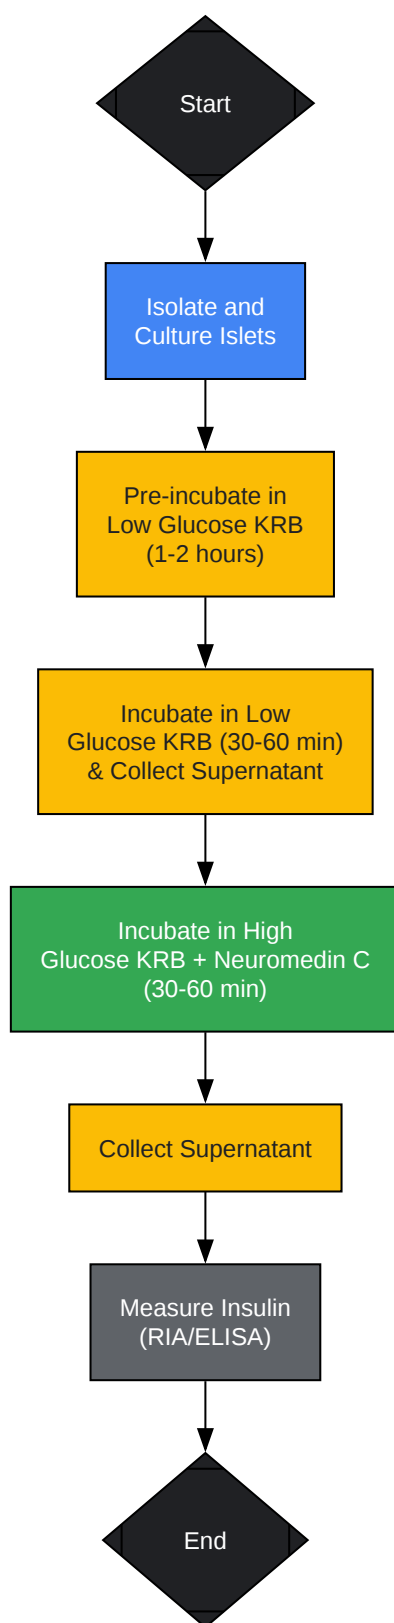 Start
Isolate and
Culture Islets
Pre-incubate in
Low Glucose KRB
(1-2 hours)
Incubate in Low
Glucose KRB (30-60 min)
& Collect Supernatant
Incubate in High
Glucose KRB + Neuromedin C
(30-60 min)
Collect Supernatant
Measure Insulin
(RIA/ELISA)
End